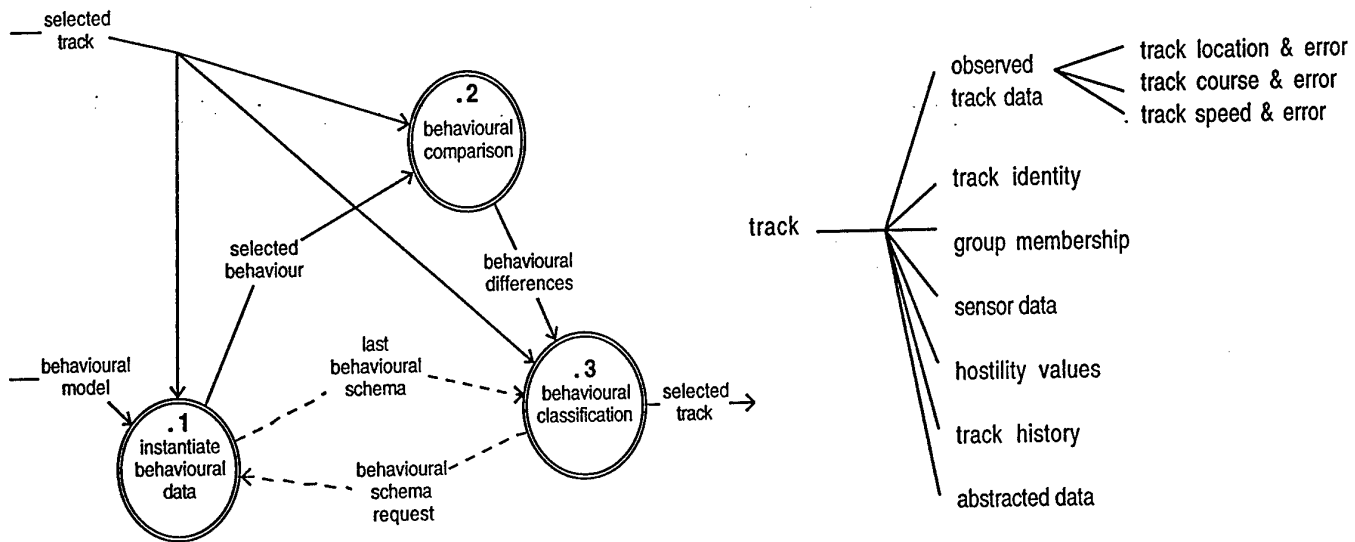 selected
track
.2
behavioural
comparison
selected
behaviour
behavioural
differences
behavioural
model
last
behavioural
schema
.1
instantiate
behavioural
data
.3
behavioural
classification
selected
track
behavioural
schema
request
track
observed
track data
track location & error
track course & error
track speed & error
track identity
group membership
sensor data
hostility values
track history
abstracted data